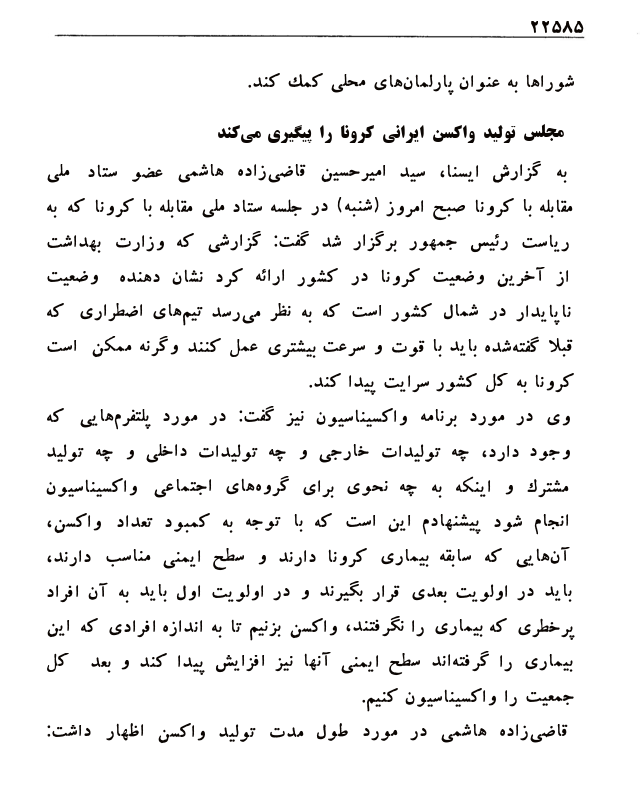 ۲۲۵۸۵
شوراها به عنوان پارلمان‌های محلی کمك کند.
مجلس تولید واکسن ایرانی کرونا را پیگیری می‌کند
به گزارش ایسنا، سید امیرحسین قاضی‌زاده هاشمی عضو ستاد ملی
مقابله با کرونا صبح امروز (شنبه) در جلسه ستاد ملی مقابله با کرونا که به
ریاست رئیس جمهور برگزار شد گفت: گزارشی که وزارت بهداشت
از آخرین وضعیت کرونا در کشور ارائه کرد نشان دهنده وضعیت
ناپایدار در شمال کشور است که به نظر می‌رسد تیم‌های اضطراری که
قبلا گفته‌شده باید با قوت و سرعت بیشتری عمل کنند وگرنه ممکن است
کرونا به کل کشور سرایت پیدا کند.
وی در مورد برنامه واکسیناسیون نیز گفت: در مورد پلتفرم‌هایی که
وجود دارد، چه تولیدات خارجی و چه تولیدات داخلی و چه تولید
مشترك و اینکه به چه نحوی برای گروه‌های اجتماعی واکسیناسیون
انجام شود پیشنهادم این است که با توجه به کمبود تعداد واکسن،
آن‌هایی که سابقه بیماری کرونا دارند و سطح ایمنی مناسب دارند،
باید در اولویت بعدی قرار بگیرند و در اولویت اول باید به آن افراد
پرخطری که بیماری را نگرفتند، واکسن بزنیم تا به اندازه افرادی که این
بیماری را گرفته‌اند سطح ایمنی آنها نیز افزایش پیدا کند و بعد کل
جمعیت را واکسیناسیون کنیم.
قاضی‌زاده هاشمی در مورد طول مدت تولید واکسن اظهار داشت: